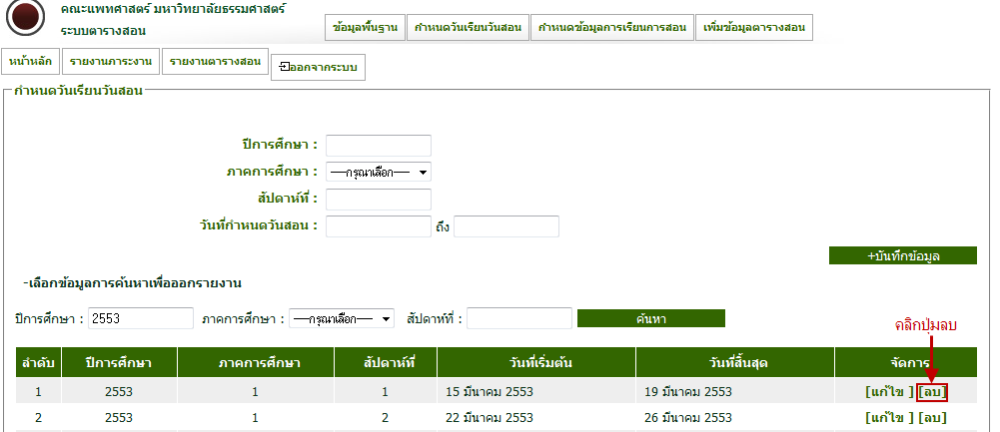 คณะแพทศาสตร์ มหาวิทยาลัยธรรมศาสตร์
ระบบตารางสอน
ข้อมูลพื้นฐาน กำหนดวันเรียนวันสอน กำหนดข้อมูลการเรียนการสอน เพิ่มข้อมูลตารางสอน
หน้าหลัก รายงานภาระงาน รายงานตารางสอน ออกจากระบบ
กำหนดวันเรียนวันสอน
ปีการศึกษา :
ภาคการศึกษา : ----กรุณาเลือก----
สัปดาห์ที่ :
วันที่กำหนดวันสอน : ถึง
+บันทึกข้อมูล
-เลือกข้อมูลการค้นหาเพื่อออกรายงาน
ปีการศึกษา : 2553 ภาคการศึกษา : ----กรุณาเลือก---- สัปดาห์ที่ : ค้นหา
คลิกปุ่มลบ
ลำดับ ปีการศึกษา ภาคการศึกษา สัปดาห์ที่ วันที่เริ่มต้น วันที่สิ้นสุด จัดการ
1 2553 1 1 15 มีนาคม 2553 19 มีนาคม 2553 [แก้ไข ] [ลบ]
2 2553 1 2 22 มีนาคม 2553 26 มีนาคม 2553 [แก้ไข ] [ลบ]